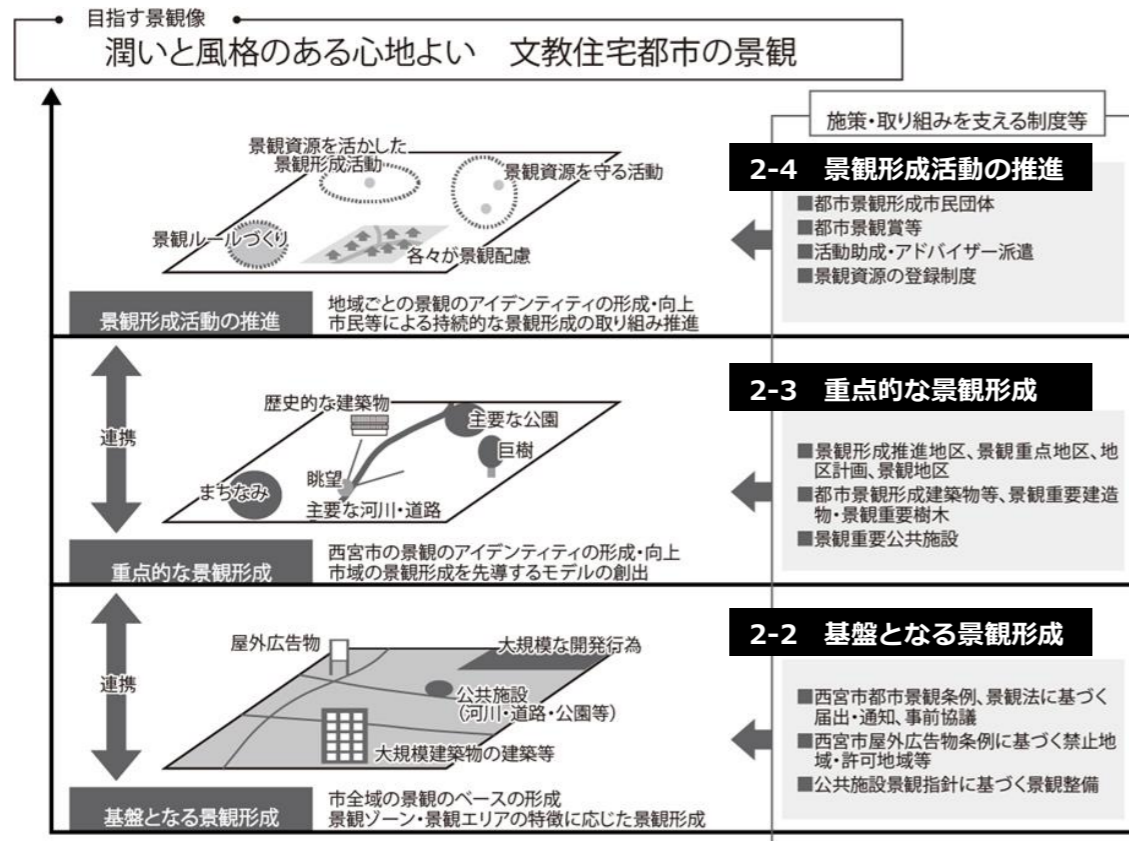 目指す景観像
潤いと風格のある心地よい 文教住宅都市の景観
施策・取り組みを支える制度等
景観資源を活かした
景観形成活動
景観資源を守る活動
景観ルールづくり
各々が景観配慮
景観形成活動の推進
地域ごとの景観のアイデンティティの形成・向上
市民等による持続的な景観形成の取り組み推進
2-4 景観形成活動の推進
■都市景観形成市民団体
■都市景観賞等
■活動助成・アドバイザー派遣
■景観資源の登録制度
連携
歴史的な建築物
主要な公園
巨樹
眺望
まちなみ
主要な河川・道路
重点的な景観形成
西宮市の景観のアイデンティティの形成・向上
市域の景観形成を先導するモデルの創出
2-3 重点的な景観形成
■景観形成推進地区、景観重点地区、地
区計画、景観地区
■都市景観形成建築物等、景観重要建造
物・景観重要樹木
■景観重要公共施設
連携
屋外広告物
大規模な開発行為
公共施設
(河川・道路・公園等)
大規模建築物の建築等
基盤となる景観形成
市全域の景観のベースの形成
景観ゾーン・景観エリアの特徴に応じた景観形成
2-2 基盤となる景観形成
■西宮市都市景観条例、景観法に基づく
届出・通知、事前協議
■西宮市屋外広告物条例に基づく禁止地
域・許可地域等
■公共施設景観指針に基づく景観整備